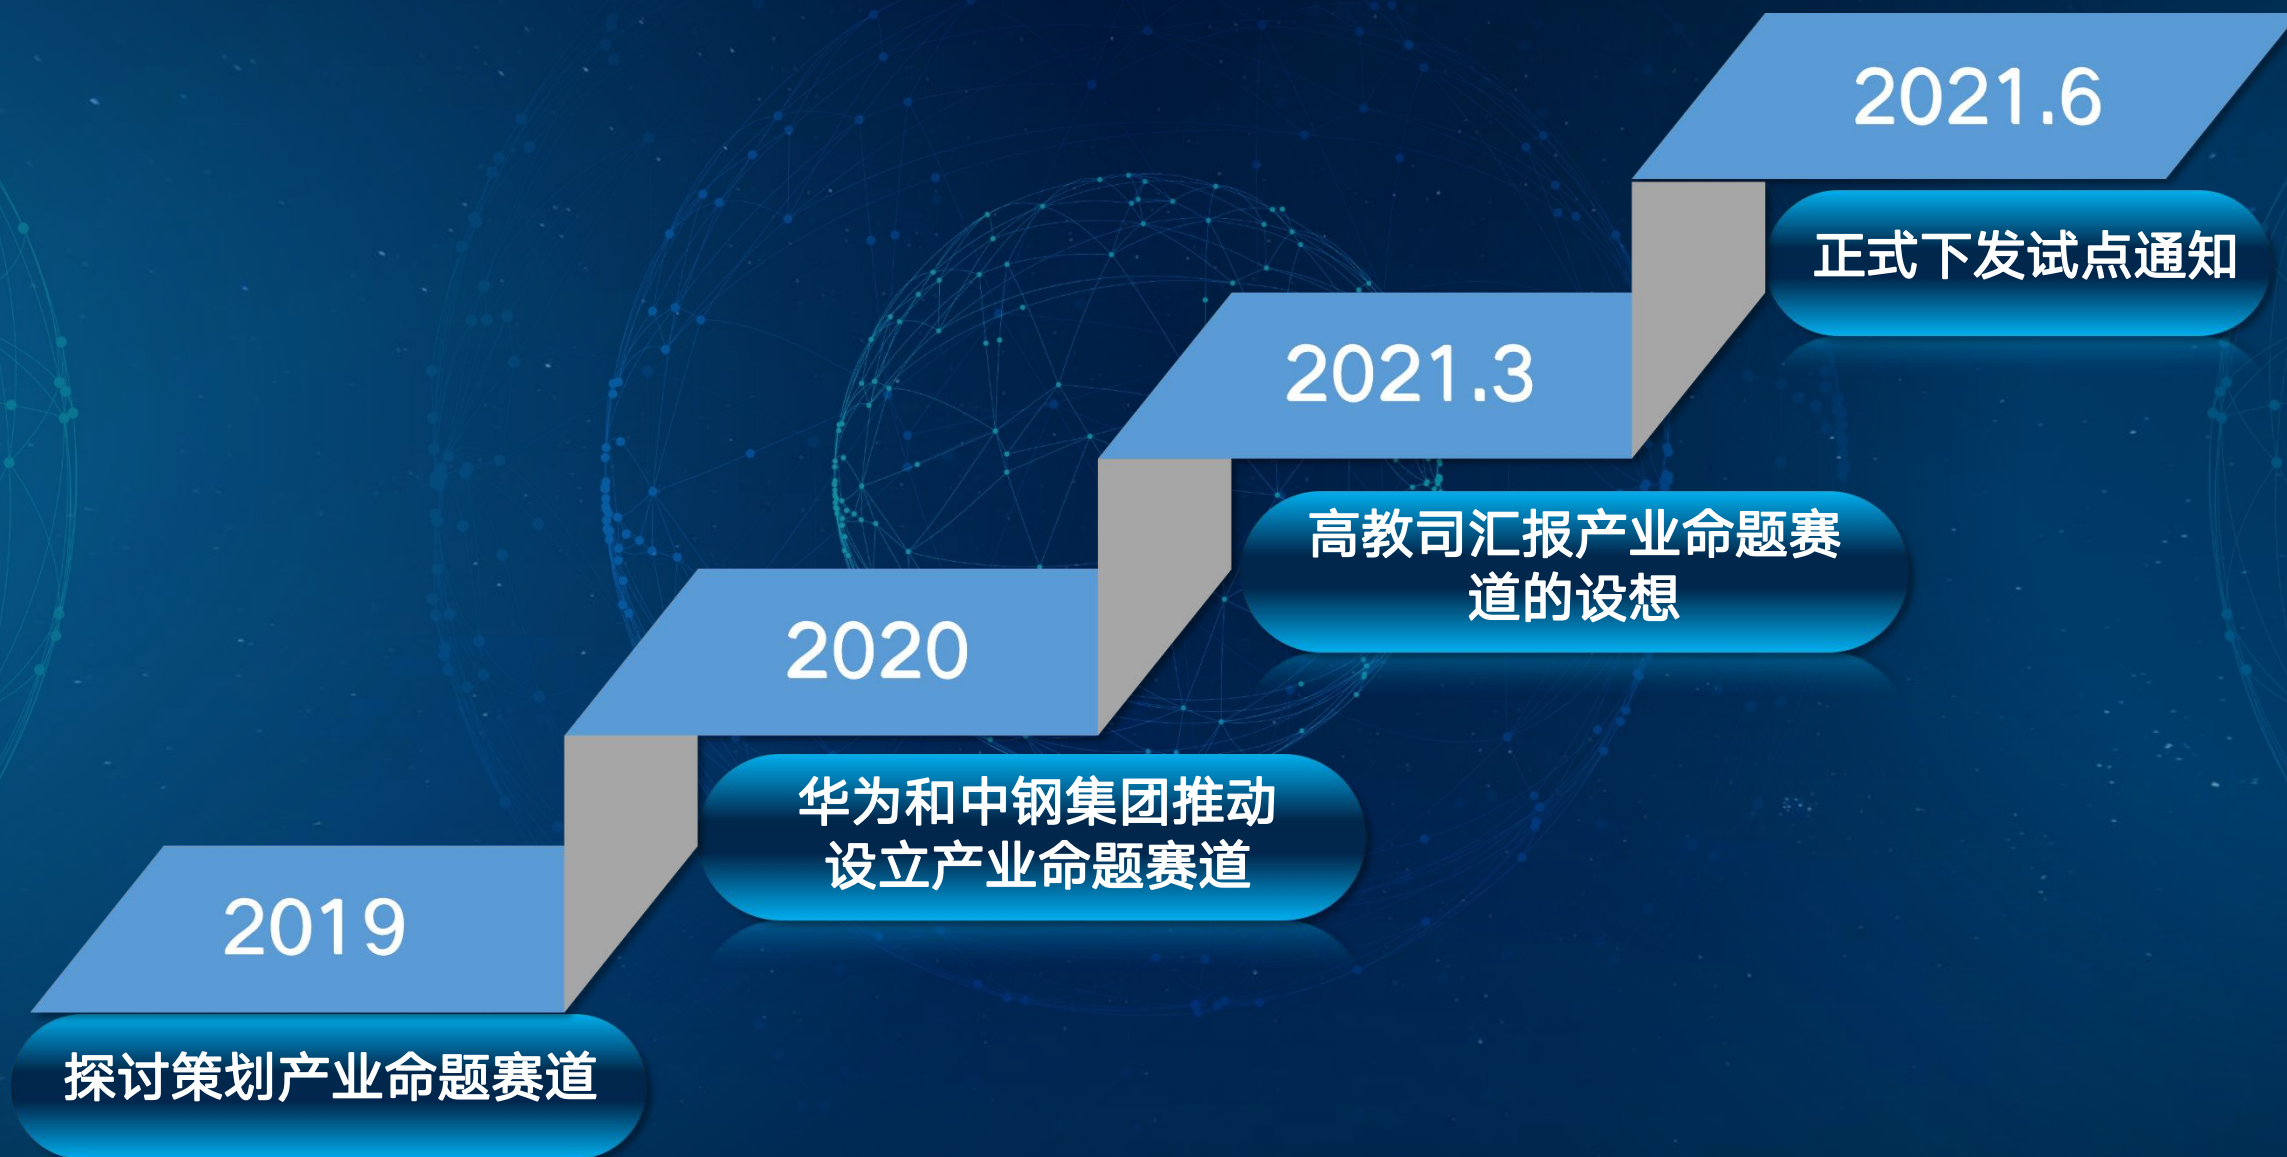 2021.6
正式下发试点通知
2021.3
高教司汇报产业命题赛
道的设想
2020
华为和中钢集团推动
设立产业命题赛道
2019
探讨策划产业命题赛道